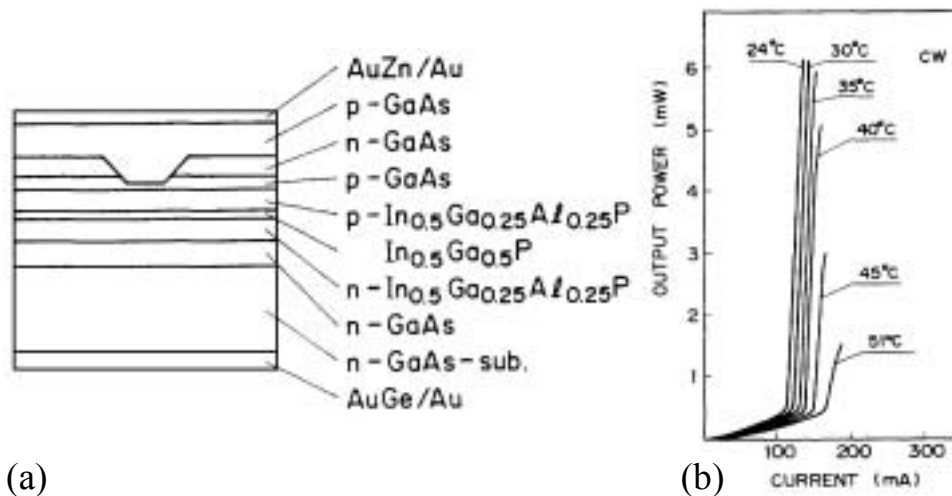 AuZn/Au
p-GaAs
n-GaAs
p-GaAs
p-In0.5Ga0.25Aℓ0.25P
In0.5Ga0.5P
n-In0.5Ga0.25Aℓ0.25P
n-GaAs
n-GaAs-sub.
AuGe/Au
(a)
24°C 30°C CW
35°C
40°C
45°C
51°C
OUTPUT POWER (mW)
6
5
4
3
2
1
100 200 300
CURRENT (mA)
(b)